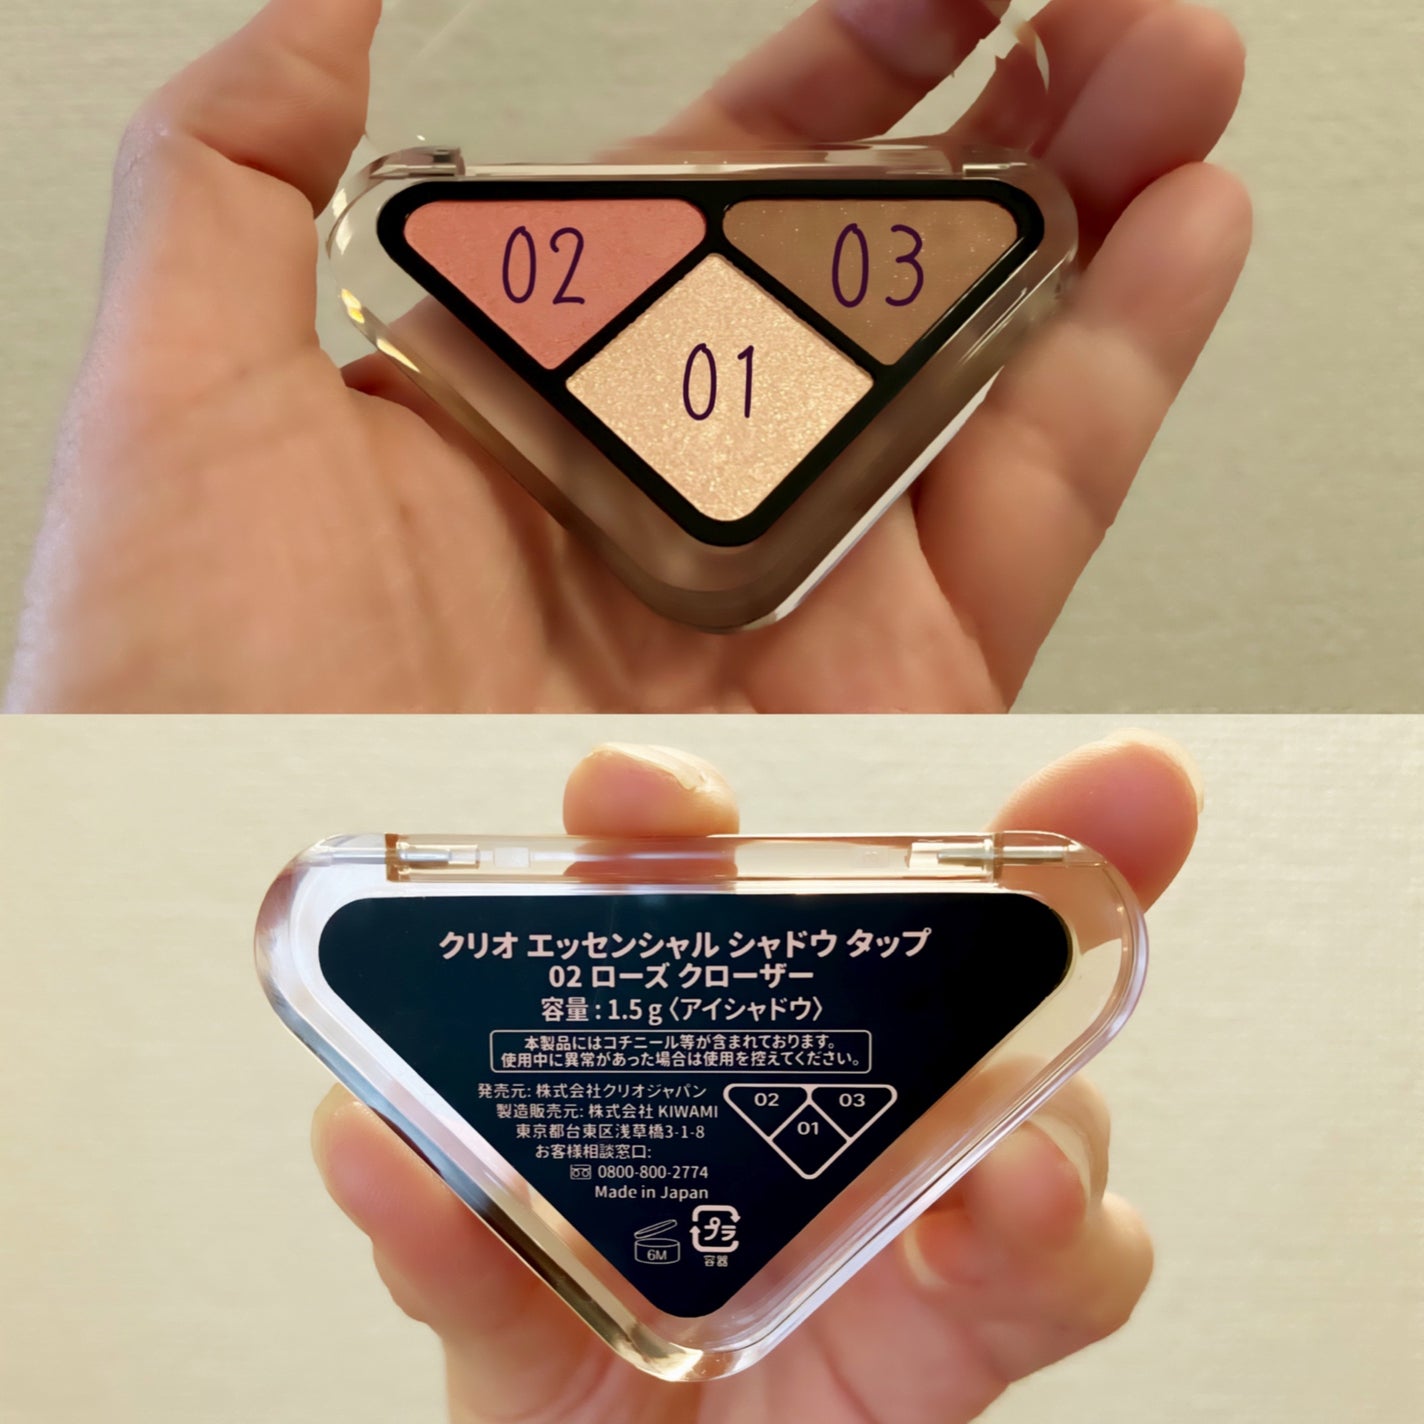 02
03
01
クリオ エッセンシャル シャドウ タップ
02 ローズ クローザー
容量 : 1.5 g〈アイシャドウ〉
本製品にはコチニール等が含まれております。
使用中に異常があった場合は使用を控えてください。
発売元: 株式会社クリオジャパン
製造販売元: 株式会社 KIWAMI
東京都台東区浅草橋3-1-8
お客様相談窓口:
0800-800-2774
Made in Japan
02
03
01
6M
プラ
容器